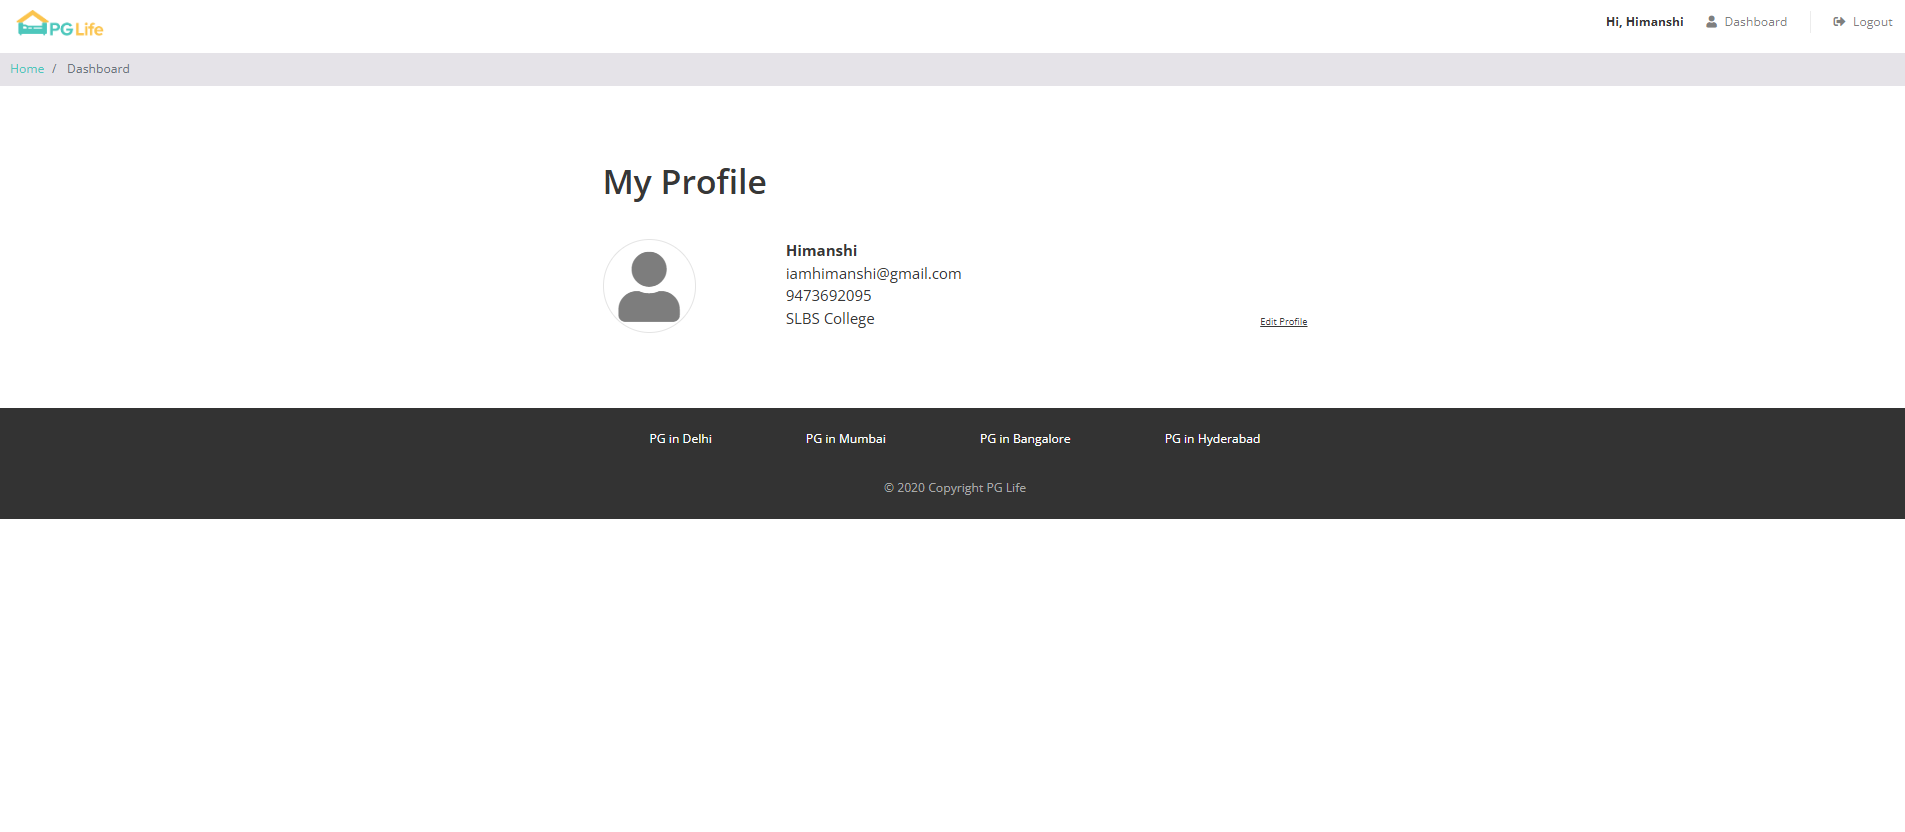 PG Life
Hi, Himanshi Dashboard Logout
Home / Dashboard
My Profile
Himanshi
iamhimanshi@gmail.com
9473692095
SLBS College
Edit Profile
PG in Delhi PG in Mumbai PG in Bangalore PG in Hyderabad
© 2020 Copyright PG Life